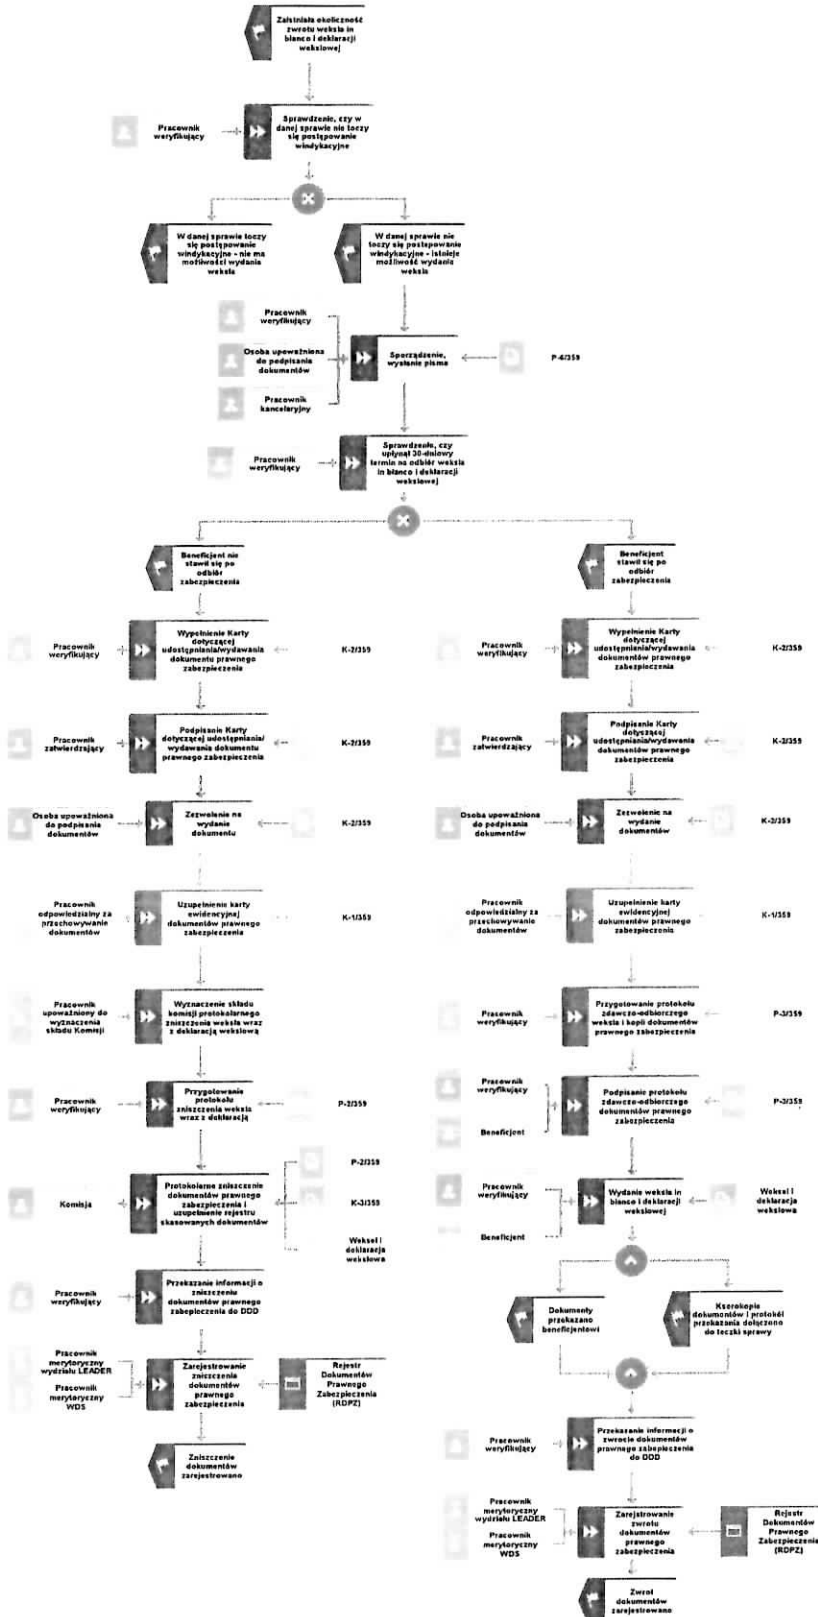 Zaistniała okoliczność
zwrotu weksla in
blanco i deklaracji
wekslowej
Pracownik
weryfikujący
Sprawdzenie, czy w
danej sprawie nie toczy
się postępowanie
windykacyjne
W danej sprawie toczy
się postępowanie
windykacyjne - nie ma
możliwości wydania
weksla
W danej sprawie nie
toczy się postepowanie
windykacyjne - istnieje
możliwość wydania
weksla
Pracownik
weryfikujący
Osoba upoważniona
do podpisania
dokumentów
Pracownik
kancelaryjny
Sporządzenie,
wysłanie pisma
P-6/359
Pracownik
weryfikujący
Sprawdzenie, czy
upłynął 30-dniowy
termin na odbiór weksla
in blanco i deklaracji
wekslowej
Beneficjent nie
stawił się po
odbiór
zabezpieczenia
Pracownik
weryfikujący
Wypełnienie Karty
dotyczącej
udostępniania/wydawania
dokumentu prawnego
zabezpieczenia
K-2/359
Pracownik
zatwierdzający
Podpisanie Karty
dotyczącej udostępniania/
wydawania dokumentu
prawnego zabezpieczenia
K-2/359
Osoba upoważniona
do podpisania
dokumentów
Zezwolenie na
wydanie
dokumentu
K-2/359
Pracownik
odpowiedzialny za
przechowywanie
dokumentów
Uzupełnienie karty
ewidencyjnej
dokumentów prawnego
zabezpieczenia
K-1/359
Pracownik
upoważniony do
wyznaczenia
składu Komisji
Wyznaczenie składu
komisji protokolarnego
zniszczenia weksla wraz
z deklaracją wekslową
Pracownik
weryfikujący
Przygotowanie
protokołu
zniszczenia weksla
wraz z deklaracją
P-2/359
Komisja
Protokolarne zniszczenie
dokumentów prawnego
zabezpieczenia i
uzupełnienie rejestru
skasowanych dokumentów
P-2/359
K-3/359
Weksel i
deklaracja
wekslowa
Pracownik
weryfikujący
Przekazanie informacji o
zniszczeniu
dokumentów prawnego
zabepieczenia do DDD
Pracownik
merytoryczny
wydziału LEADER
Pracownik
merytoryczny
WDS
Zarejestrowanie
zniszczenia
dokumentów
prawnego
zabezpieczenia
Rejestr
Dokumentów
Prawnego
Zabezpieczenia
(RDPZ)
Zniszczenie
dokumentów
zarejestrowano
Beneficjent
stawił się po
odbiór
zabezpieczenia
Pracownik
weryfikujący
Wypełnienie Karty
dotyczącej
udostępniania/wydawania
dokumentów prawnego
zabezpieczenia
K-2/359
Pracownik
zatwierdzający
Podpisanie Karty
dotyczącej
udostępniania/wydawania
dokumentów prawnego
zabezpieczenia
K-2/359
Osoba upoważniona
do podpisania
dokumentów
Zezwolenie na
wydanie
dokumentów
K-2/359
Pracownik
odpowiedzialny za
przechowywanie
dokumentów
Uzupełnienie karty
ewidencyjnej
dokumentów prawnego
zabezpieczenia
K-1/359
Pracownik
weryfikujący
Przygotowanie protokołu
zdawczo-odbiorczego
weksla i kopii dokumentów
prawnego zabezpieczenia
P-3/359
Pracownik
weryfikujący
Beneficjent
Podpisanie protokołu
zdawczo-odbiorczego
dokumentów prawnego
zabezpieczenia
P-3/359
Pracownik
weryfikujący
Beneficjent
Wydanie weksla in
blanco i deklaracji
wekslowej
Weksel i
deklaracja
wekslowa
Dokumenty
przekazano
beneficjentowi
Kserokopie
dokumentów i protokół
przekazania dołączono
do teczki sprawy
Pracownik
weryfikujący
Przekazanie informacji o
zwrocie dokumentów
prawnego zabepieczenia
do DDD
Pracownik
merytoryczny
wydziału LEADER
Pracownik
merytoryczny
WDS
Zarejestrowanie
zwrotu
dokumentów
prawnego
zabezpieczenia
Rejestr
Dokumentów
Prawnego
Zabezpieczenia
(RDPZ)
Zwrot
dokumentów
zarejestrowano